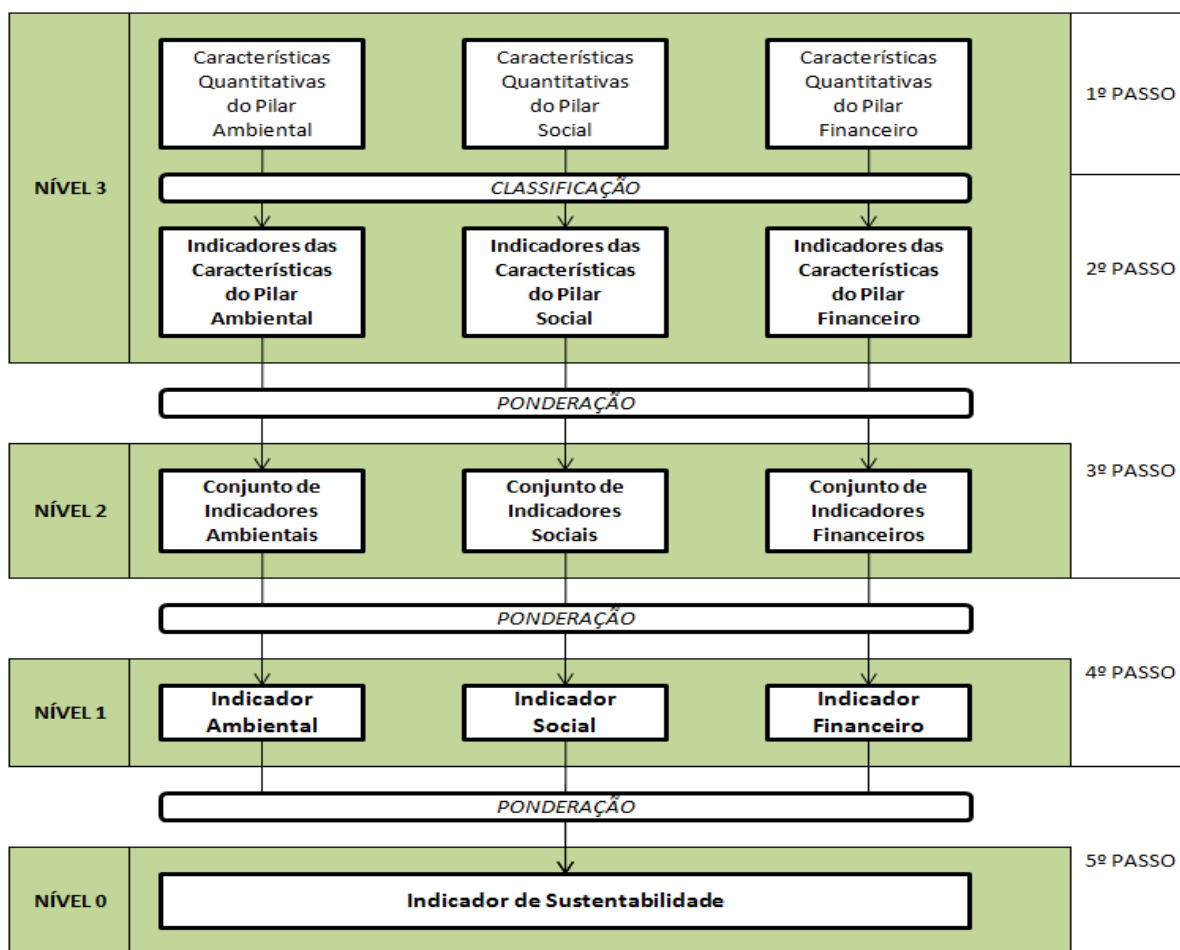 Características
Quantitativas
do Pilar
Ambiental
Características
Quantitativas
do Pilar
Social
Características
Quantitativas
do Pilar
Financeiro
1º PASSO
NÍVEL 3
CLASSIFICAÇÃO
Indicadores das
Características
do Pilar
Ambiental
Indicadores das
Características
do Pilar
Social
Indicadores das
Características
do Pilar
Financeiro
2º PASSO
PONDERAÇÃO
NÍVEL 2
Conjunto de
Indicadores
Ambientais
Conjunto de
Indicadores
Sociais
Conjunto de
Indicadores
Financeiros
3º PASSO
PONDERAÇÃO
NÍVEL 1
Indicador
Ambiental
Indicador
Social
Indicador
Financeiro
4º PASSO
PONDERAÇÃO
NÍVEL 0
Indicador de Sustentabilidade
5º PASSO